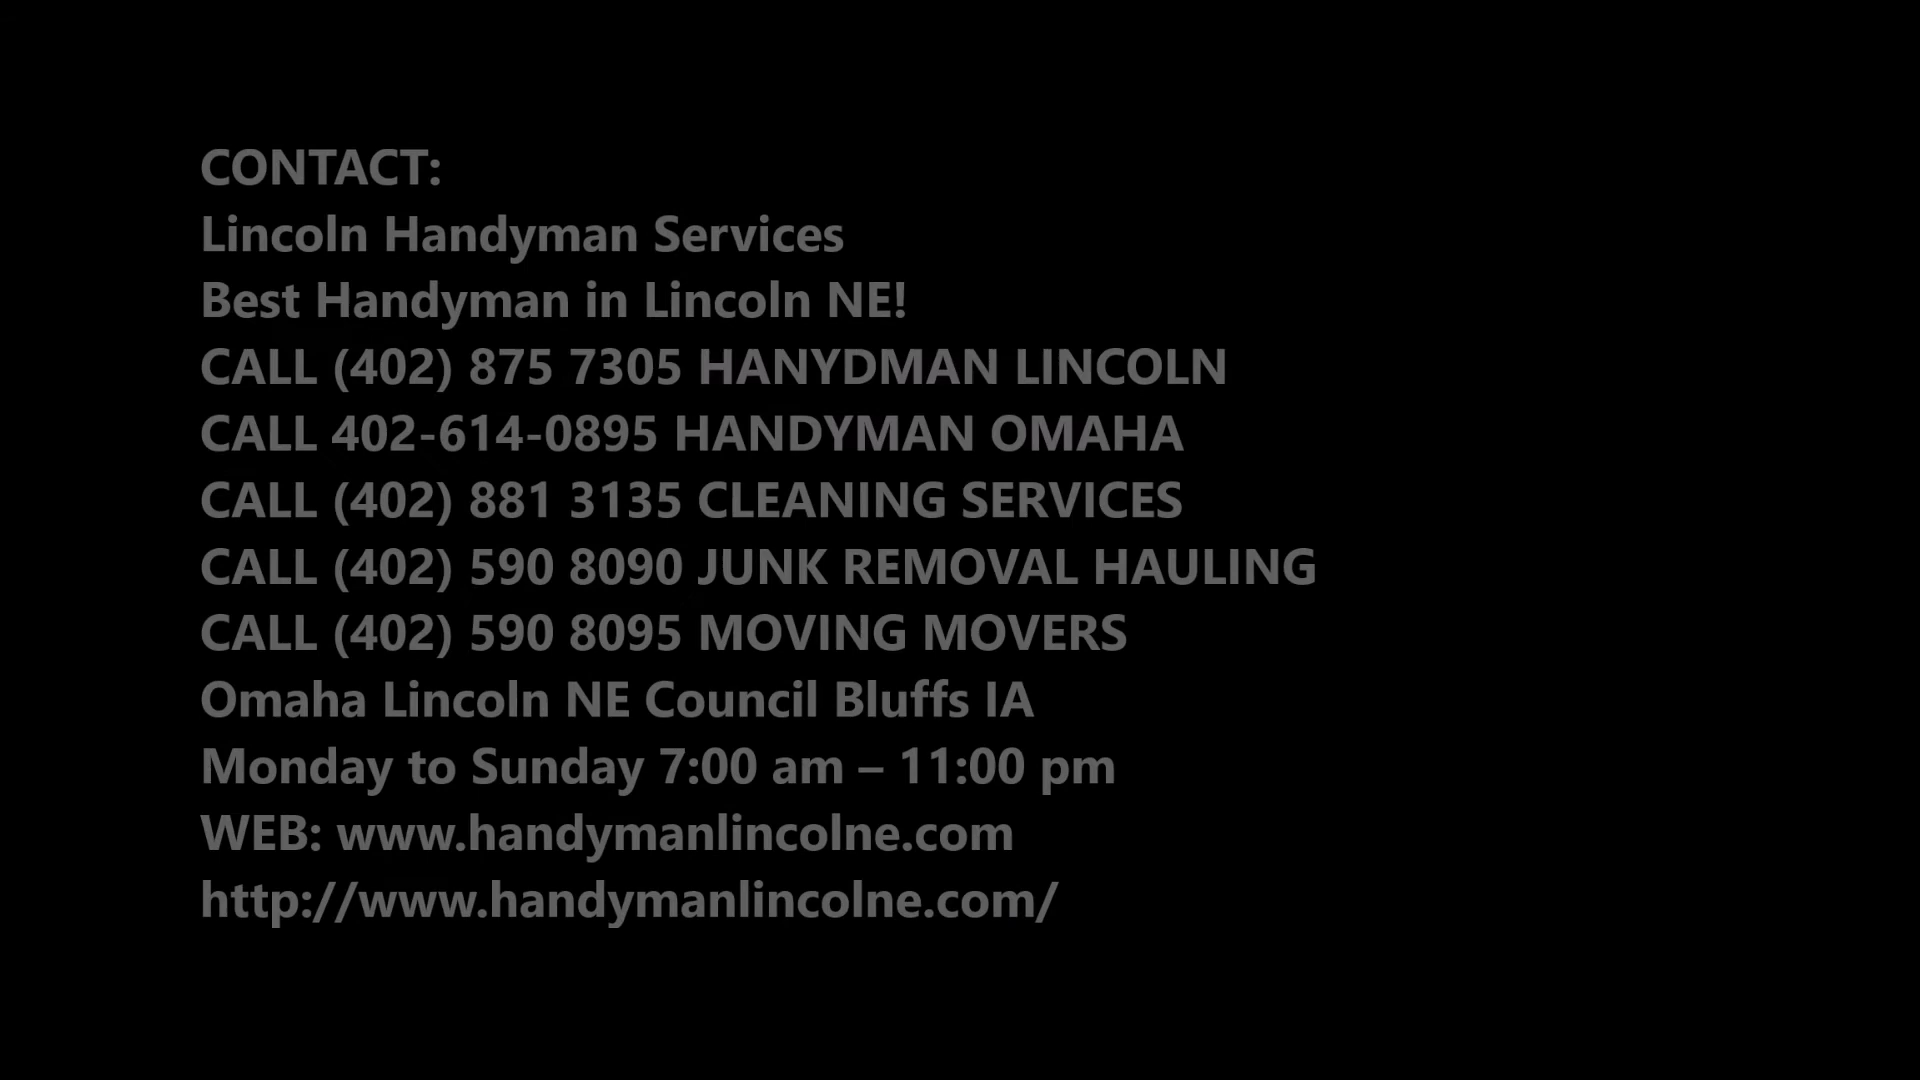 CONTACT:
Lincoln Handyman Services
Best Handyman in Lincoln NE!
CALL (402) 875 7305 HANYDMAN LINCOLN
CALL 402-614-0895 HANDYMAN OMAHA
CALL (402) 881 3135 CLEANING SERVICES
CALL (402) 590 8090 JUNK REMOVAL HAULING
CALL (402) 590 8095 MOVING MOVERS
Omaha Lincoln NE Council Bluffs IA
Monday to Sunday 7:00 am – 11:00 pm
WEB: www.handymanlincolne.com
http://www.handymanlincolne.com/